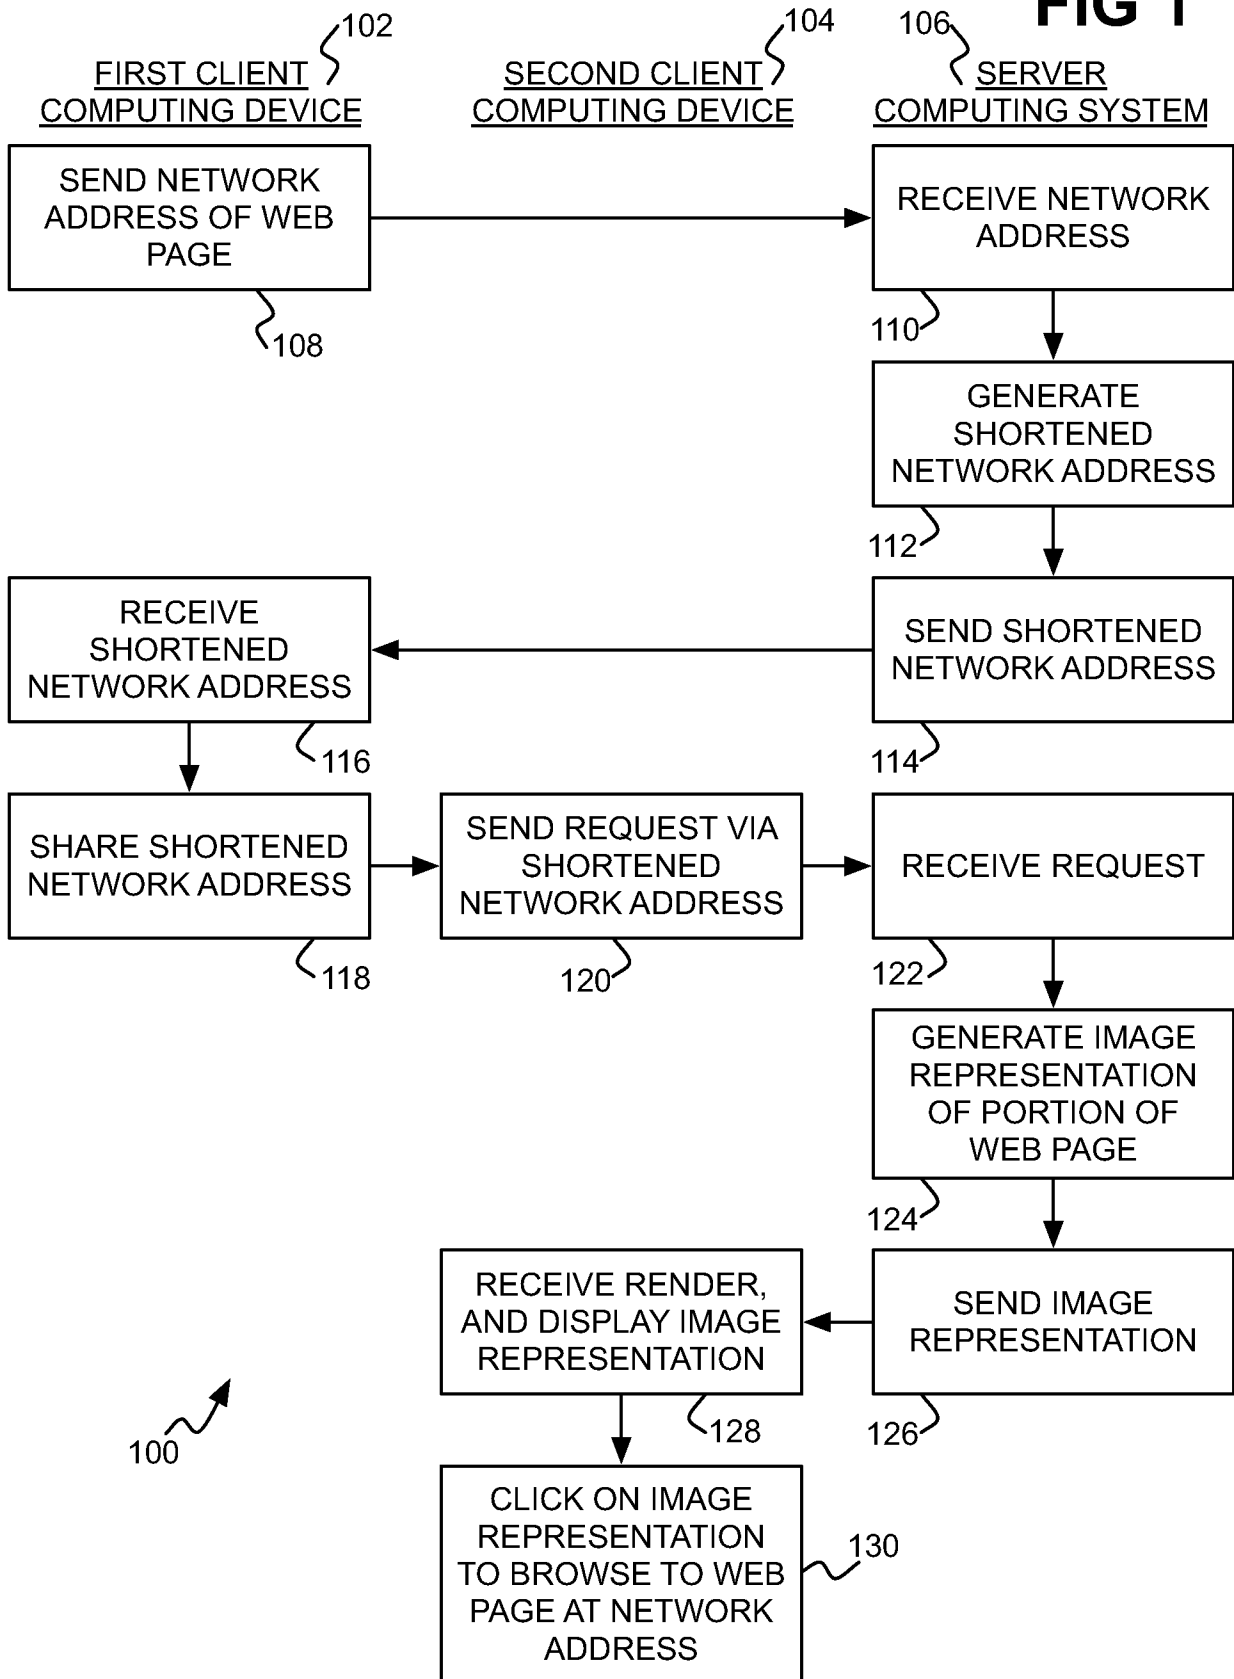 FIG 1
102
104
106
FIRST CLIENT
COMPUTING DEVICE
SECOND CLIENT
COMPUTING DEVICE
SERVER
COMPUTING SYSTEM
SEND NETWORK
ADDRESS OF WEB
PAGE
108
RECEIVE NETWORK
ADDRESS
110
GENERATE
SHORTENED
NETWORK ADDRESS
112
SEND SHORTENED
NETWORK ADDRESS
114
RECEIVE
SHORTENED
NETWORK ADDRESS
116
SHARE SHORTENED
NETWORK ADDRESS
118
SEND REQUEST VIA
SHORTENED
NETWORK ADDRESS
120
RECEIVE REQUEST
122
GENERATE IMAGE
REPRESENTATION
OF PORTION OF
WEB PAGE
124
SEND IMAGE
REPRESENTATION
126
RECEIVE RENDER,
AND DISPLAY IMAGE
REPRESENTATION
128
CLICK ON IMAGE
REPRESENTATION
TO BROWSE TO WEB
PAGE AT NETWORK
ADDRESS
130
100